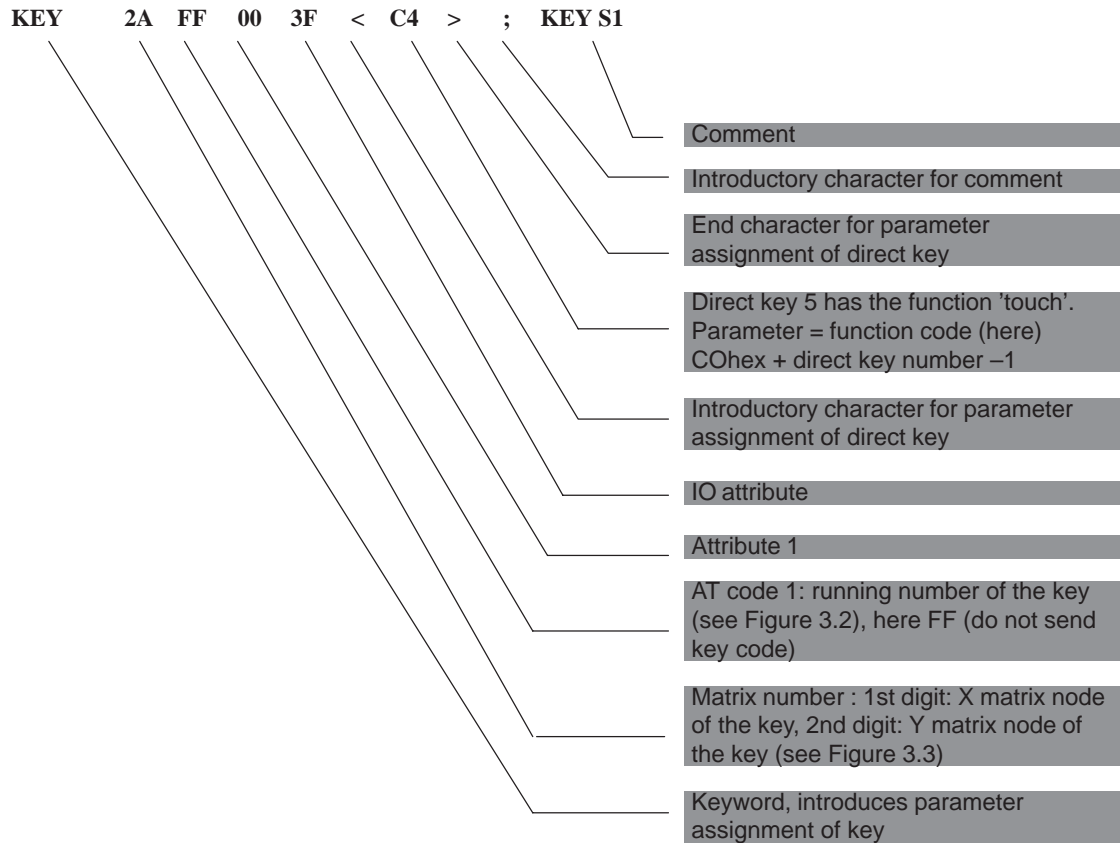 KEY 2A FF 00 3F < C4 > ; KEY S1
Comment
Introductory character for comment
End character for parameter
assignment of direct key
Direct key 5 has the function ’touch’.
Parameter = function code (here)
COhex + direct key number –1
Introductory character for parameter
assignment of direct key
IO attribute
Attribute 1
AT code 1: running number of the key
(see Figure 3.2), here FF (do not send
key code)
Matrix number : 1st digit: X matrix node
of the key, 2nd digit: Y matrix node of
the key (see Figure 3.3)
Keyword, introduces parameter
assignment of key